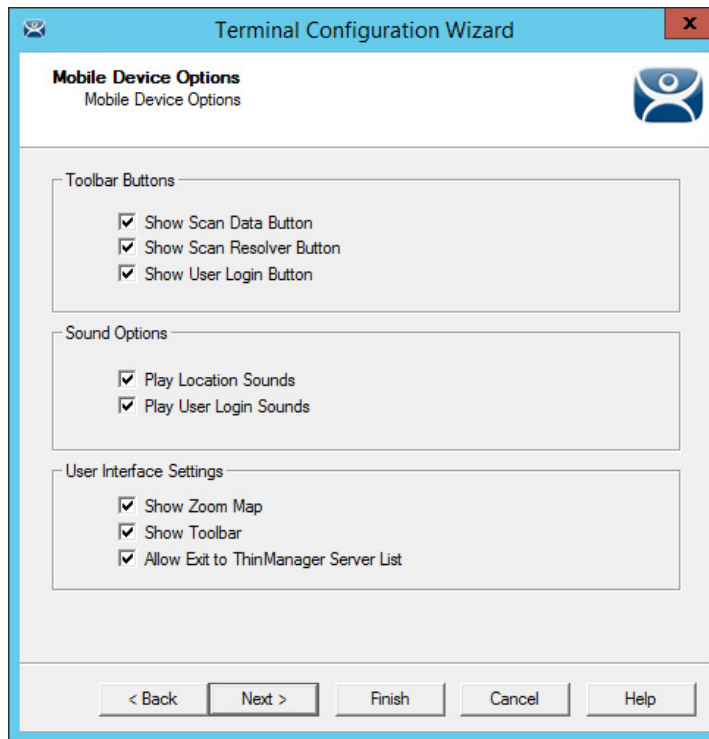 Terminal Configuration Wizard
x
Mobile Device Options
Mobile Device Options
Toolbar Buttons
Show Scan Data Button
Show Scan Resolver Button
Show User Login Button
Sound Options
Play Location Sounds
Play User Login Sounds
User Interface Settings
Show Zoom Map
Show Toolbar
Allow Exit to ThinManager Server List
< Back Next > Finish Cancel Help